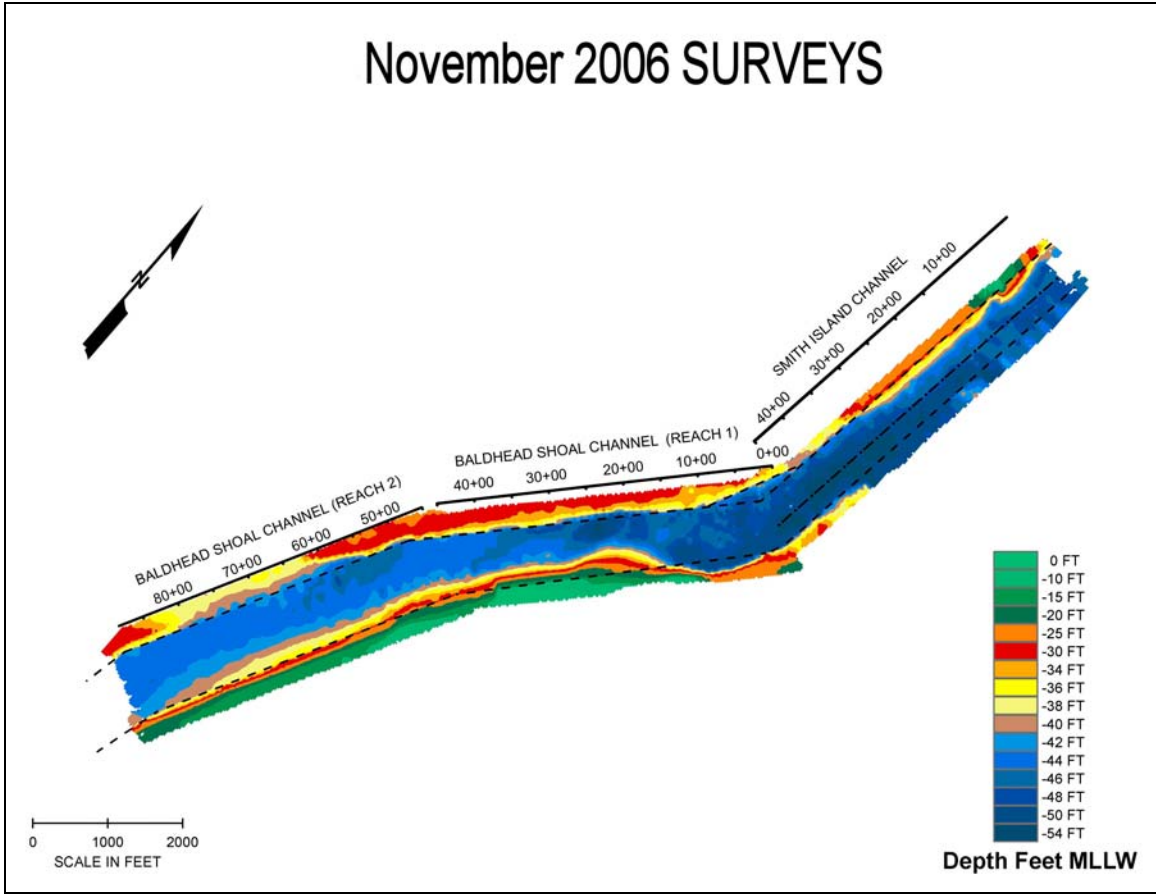 November 2006 SURVEYS
N
SMITH ISLAND CHANNEL
10+00
20+00
30+00
40+00
BALDHEAD SHOAL CHANNEL (REACH 1)
40+00
30+00
20+00
10+00
0+00
BALDHEAD SHOAL CHANNEL (REACH 2)
80+00
70+00
60+00
50+00
0 FT
-10 FT
-15 FT
-20 FT
-25 FT
-30 FT
-34 FT
-36 FT
-38 FT
-40 FT
-42 FT
-44 FT
-46 FT
-48 FT
-50 FT
-54 FT
Depth Feet MLLW
0 1000 2000
SCALE IN FEET